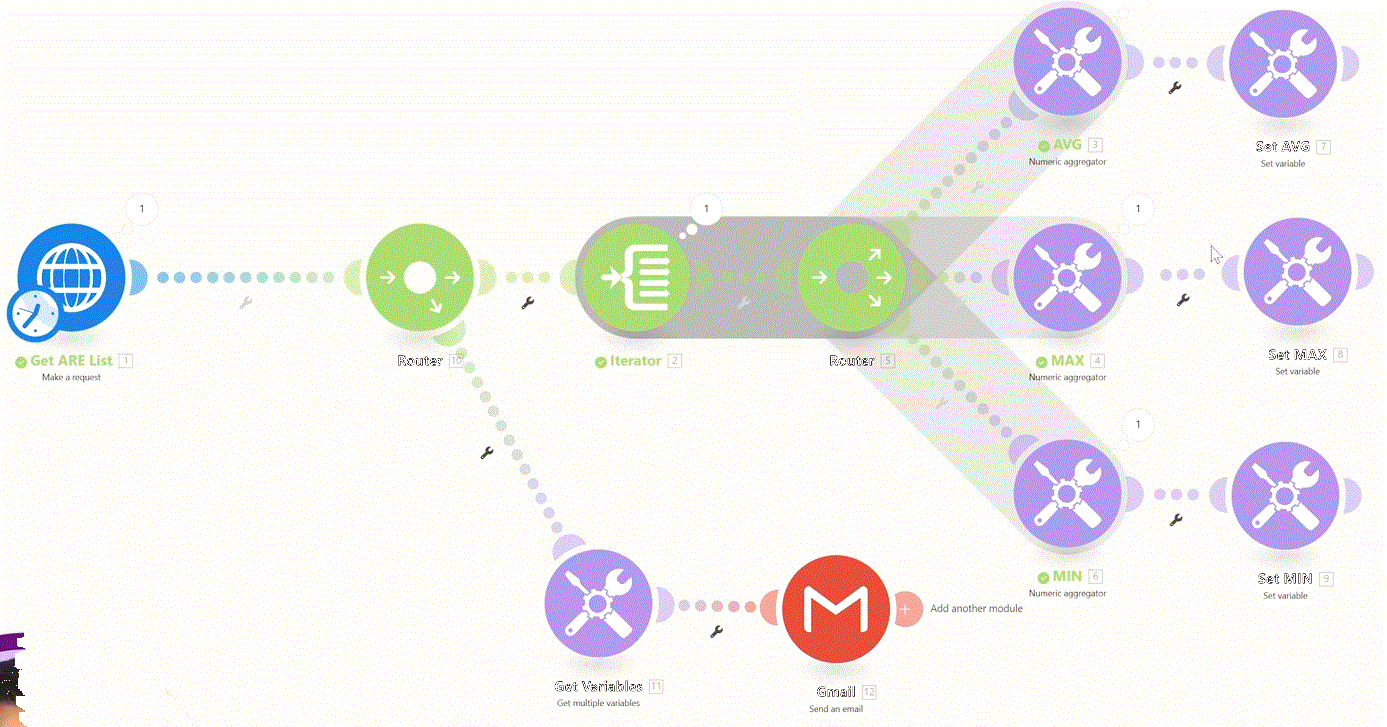 AVG 3
Numeric aggregator
Set AVG 7
Set variable
1
Get ARE List 1
Make a request
Router 10
1
Iterator 2
Router 5
1
MAX 4
Numeric aggregator
Set MAX 8
Set variable
1
MIN 6
Numeric aggregator
Set MIN 9
Set variable
Get Variables 11
Get multiple variables
Gmail 12
Send an email
Add another module